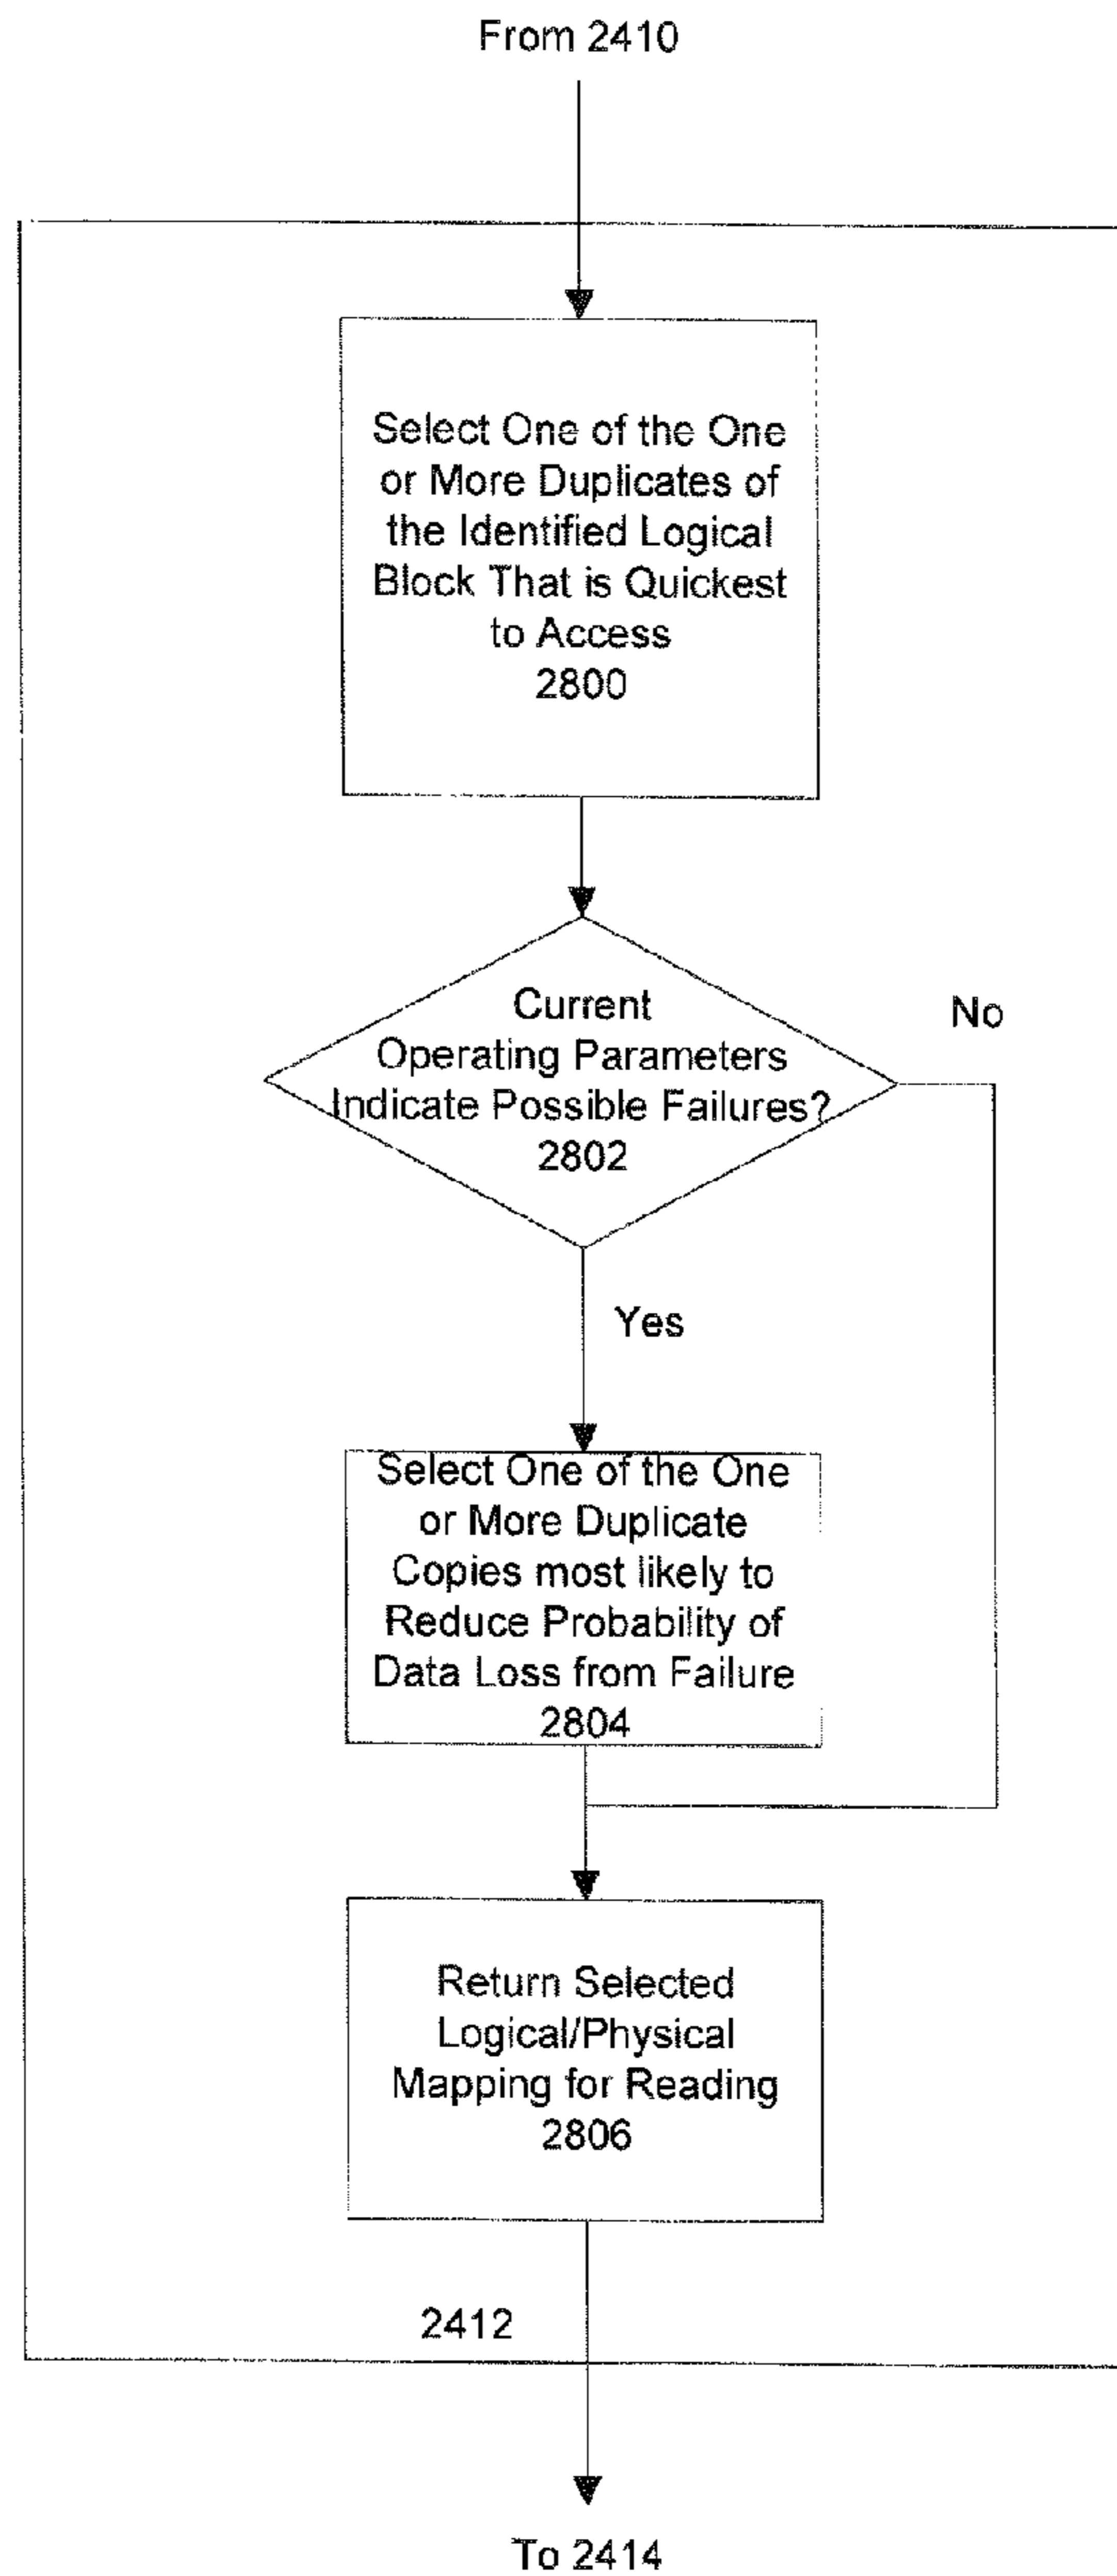 From 2410
Select One of the One
or More Duplicates of
the Identified Logical
Block That is Quickest
to Access
2800
Current
Operating Parameters
Indicate Possible Failures?
2802
No
Yes
Select One of the One
or More Duplicate
Copies most likely to
Reduce Probability of
Data Loss from Failure
2804
Return Selected
Logical/Physical
Mapping for Reading
2806
2412
To 2414